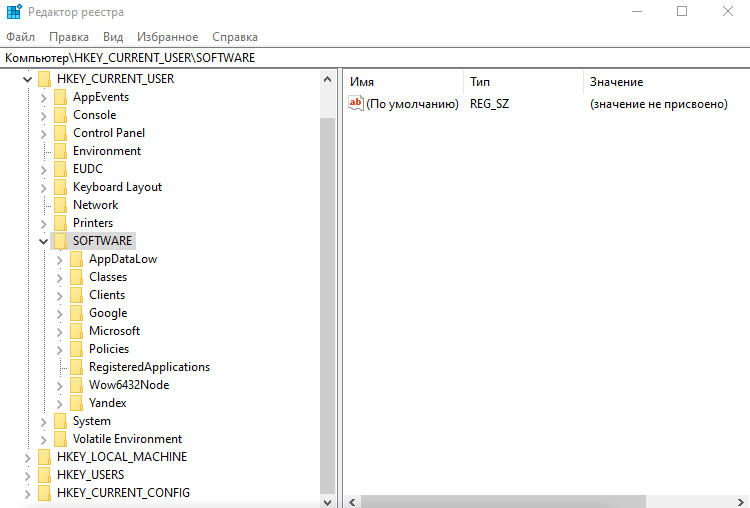 Редактор реестра
Файл Правка Вид Избранное Справка
Компьютер\HKEY_CURRENT_USER\SOFTWARE
HKEY_CURRENT_USER
AppEvents
Console
Control Panel
Environment
EUDC
Keyboard Layout
Network
Printers
SOFTWARE
AppDataLow
Classes
Clients
Google
Microsoft
Policies
RegisteredApplications
Wow6432Node
Yandex
System
Volatile Environment
HKEY_LOCAL_MACHINE
HKEY_USERS
HKEY_CURRENT_CONFIG
Имя Тип Значение
ab (По умолчанию) REG_SZ (значение не присвоено)